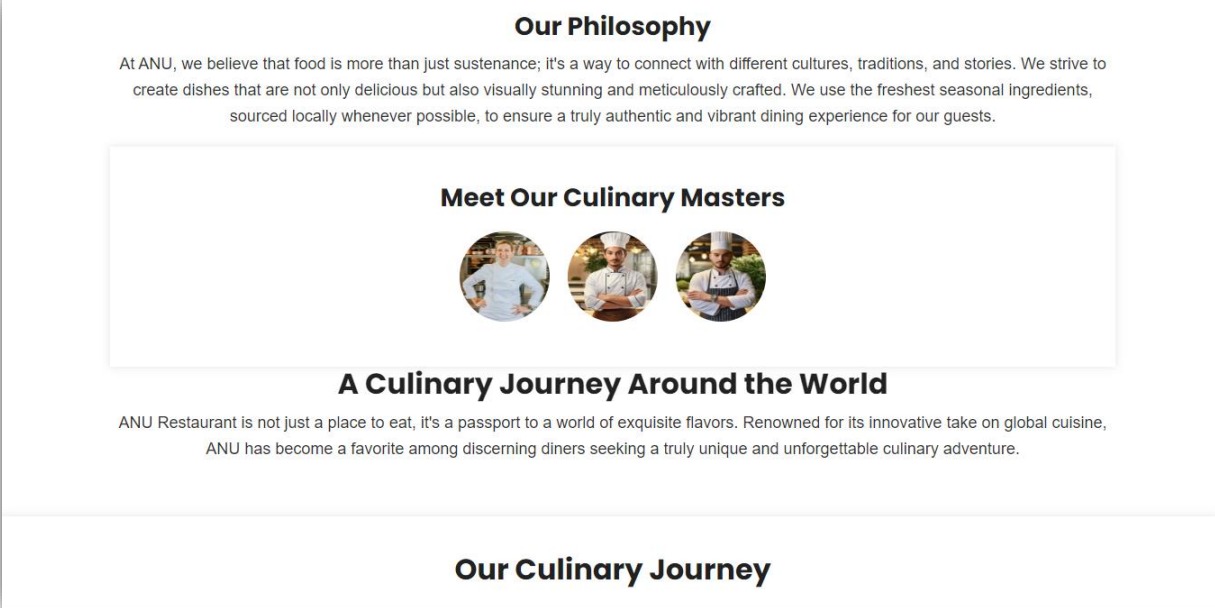 Our Philosophy
At ANU, we believe that food is more than just sustenance; it's a way to connect with different cultures, traditions, and stories. We strive to
create dishes that are not only delicious but also visually stunning and meticulously crafted. We use the freshest seasonal ingredients,
sourced locally whenever possible, to ensure a truly authentic and vibrant dining experience for our guests.
Meet Our Culinary Masters
A Culinary Journey Around the World
ANU Restaurant is not just a place to eat, it's a passport to a world of exquisite flavors. Renowned for its innovative take on global cuisine,
ANU has become a favorite among discerning diners seeking a truly unique and unforgettable culinary adventure.
Our Culinary Journey